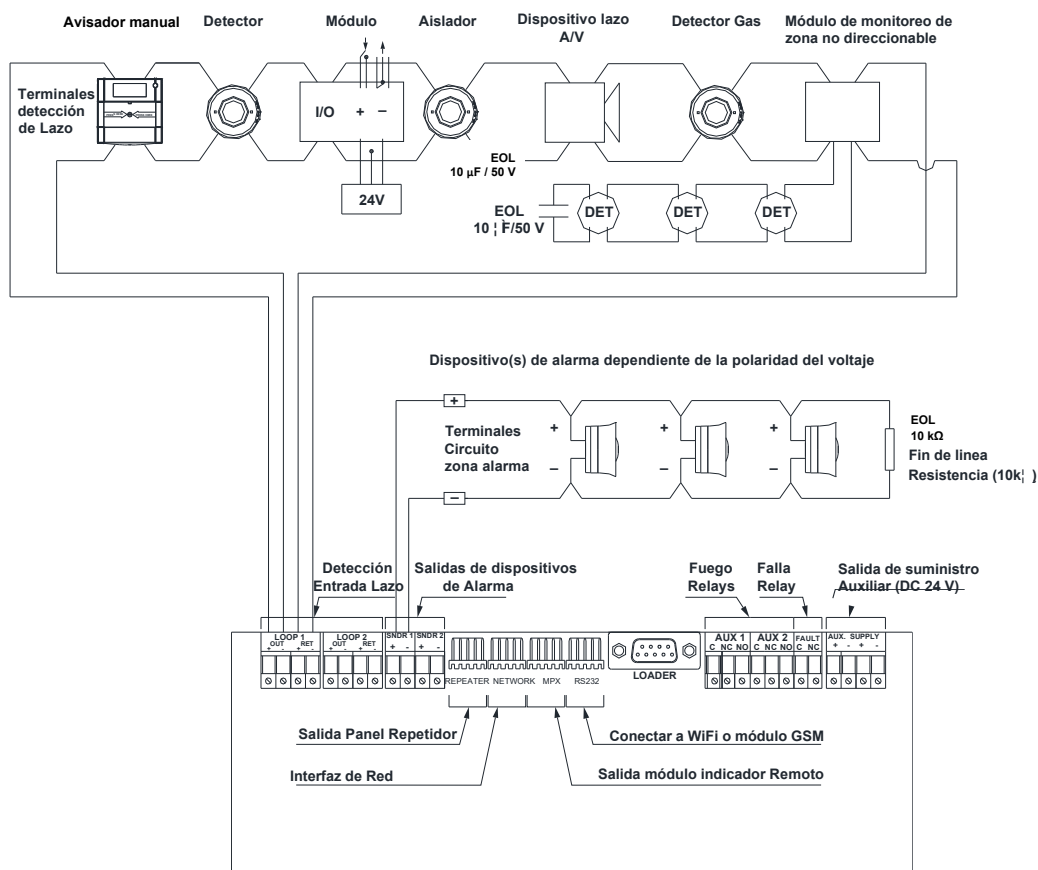 Avisador manual
Detector
Módulo
Aislador
Dispositivo lazo
A/V
Detector Gas
Módulo de monitoreo de
zona no direccionable
Terminales
detección
de Lazo
I/O + −
24V
EOL
10 µF / 50 V
EOL
10 ¦ F/50 V
DET
DET
DET
Dispositivo(s) de alarma dependiente de la polaridad del voltaje
+
Terminales
Circuito
zona alarma
−
+ + +
− − −
EOL
10 kΩ
Fin de linea
Resistencia (10k¦ )
Detección
Entrada Lazo
Salidas de dispositivos
de Alarma
Fuego
Relays
Falla
Relay
Salida de suministro
Auxiliar (DC 24 V)
LOOP 1
OUT RET
+ - + -
LOOP 2
OUT RET
+ - + -
SNDR 1 SNDR 2
+ - + -
REPEATER NETWORK MPX RS232
LOADER
AUX 1 AUX 2 FAULT
C NC NO C NC NO C NC
AUX. SUPPLY
+ - + -
Salida Panel Repetidor
Conectar a WiFi o módulo GSM
Interfaz de Red
Salida módulo indicador Remoto